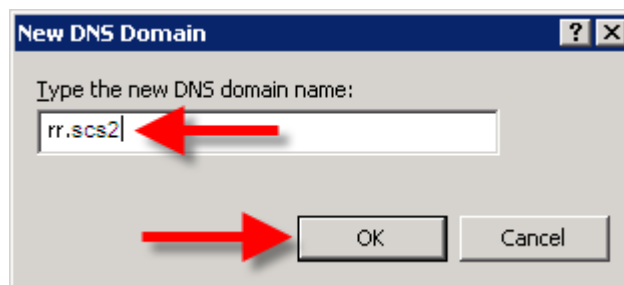 New DNS Domain
Type the new DNS domain name:
rr.scs2
OK Cancel